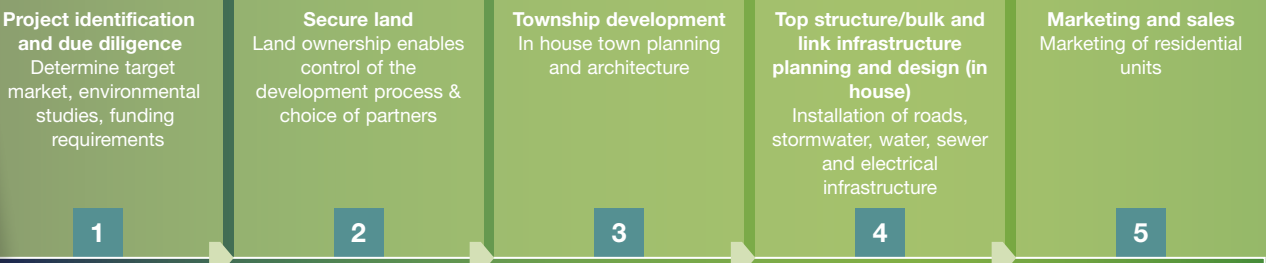 Project identification
and due diligence
Determine target
market, environmental
studies, funding
requirements
1
Secure land
Land ownership enables
control of the
development process &
choice of partners
2
Township development
In house town planning
and architecture
3
Top structure/bulk and
link infrastructure
planning and design (in
house)
Installation of roads,
stormwater, water, sewer
and electrical
infrastructure
4
Marketing and sales
Marketing of residential
units
5